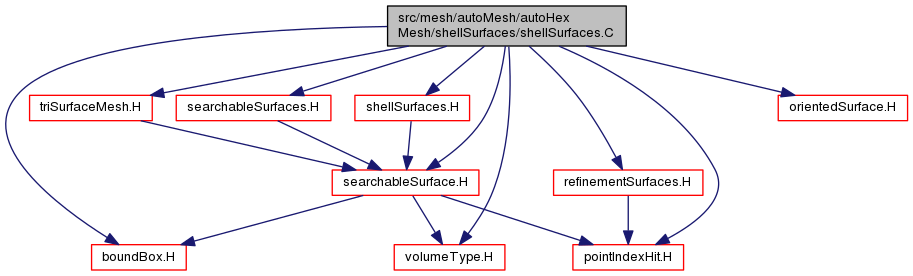 src/mesh/autoMesh/autoHex
Mesh/shellSurfaces/shellSurfaces.C
triSurfaceMesh.H
searchableSurfaces.H
shellSurfaces.H
orientedSurface.H
searchableSurface.H
refinementSurfaces.H
boundBox.H
volumeType.H
pointIndexHit.H